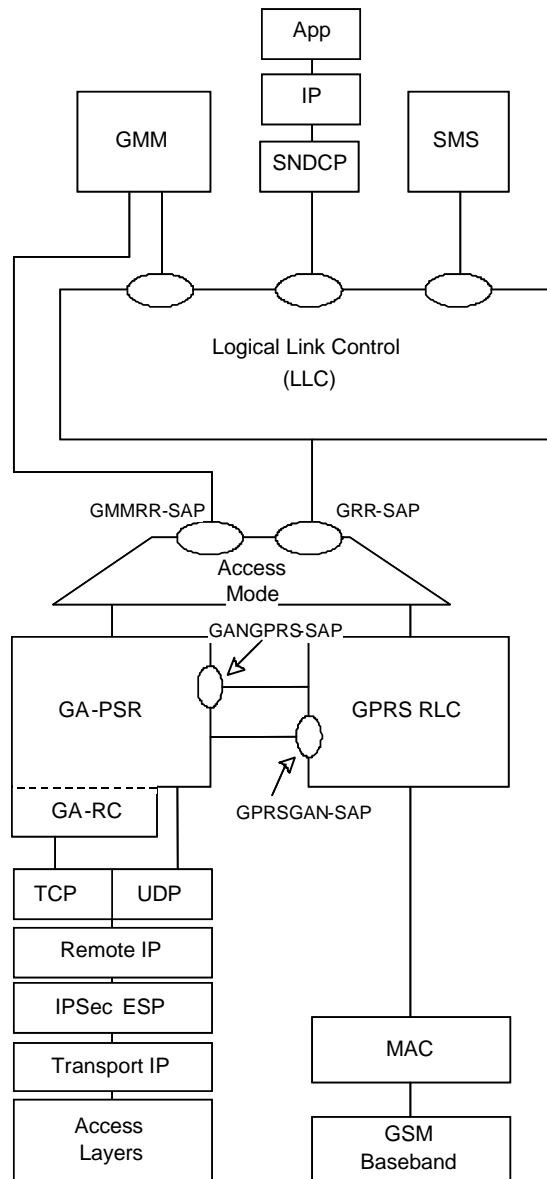 App
IP
GMM
SNDCP
SMS
Logical Link Control
(LLC)
GMMRR-SAP
GRR-SAP
Access
Mode
GANGPRS-SAP
GA-PSR
GPRS RLC
GA-RC
GPRSGAN-SAP
TCP
UDP
Remote IP
IPSec ESP
Transport IP
MAC
Access
Layers
GSM
Baseband